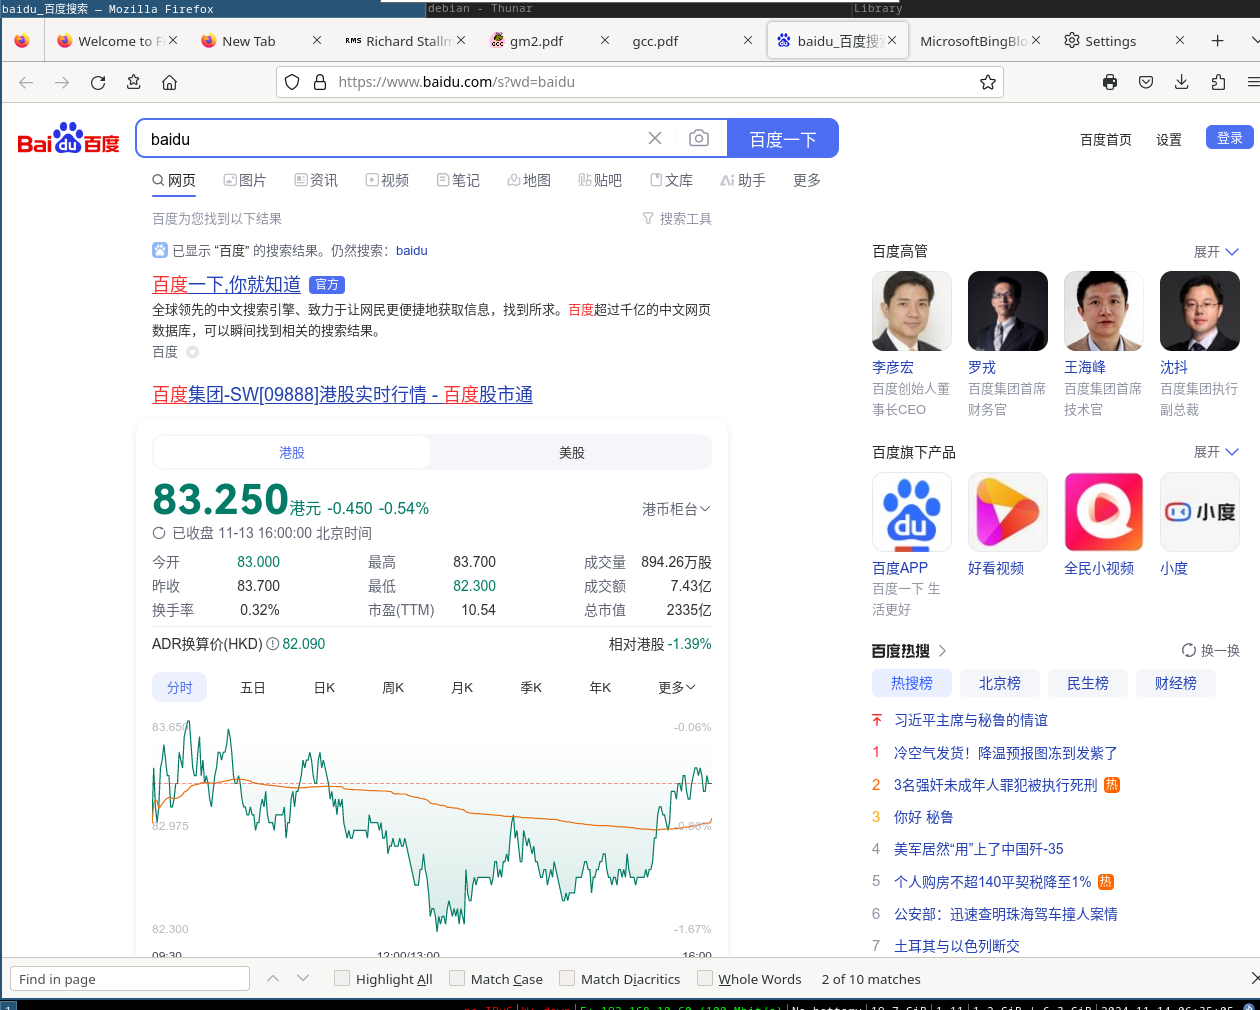 baidu_百度搜索 — Mozilla Firefox
debian - Thunar
Library
Welcome to Fi
New Tab
RMS Richard Stallm
gm2.pdf
gcc.pdf
baidu_百度搜
MicrosoftBingBlo
Settings
https://www.baidu.com/s?wd=baidu
Bai du 百度
baidu
百度一下
百度首页 设置 登录
网页 图片 资讯 视频 笔记 地图 贴吧 文库 助手 更多
百度为您找到以下结果
搜索工具
已显示 “百度” 的搜索结果。仍然搜索：baidu
百度一下,你就知道 官方
全球领先的中文搜索引擎、致力于让网民更便捷地获取信息，找到所求。百度超过千亿的中文网页
数据库，可以瞬间找到相关的搜索结果。
百度
百度集团-SW[09888]港股实时行情 - 百度股市通
港股 美股
83.250港元 -0.450 -0.54%
港币柜台
已收盘 11-13 16:00:00 北京时间
今开 83.000 最高 83.700 成交量 894.26万股
昨收 83.700 最低 82.300 成交额 7.43亿
换手率 0.32% 市盈(TTM) 10.54 总市值 2335亿
ADR换算价(HKD) 82.090 相对港股 -1.39%
分时 五日 日K 周K 月K 季K 年K 更多
83.650 -0.06%
82.975 -0.86%
82.300 -1.67%
09:30 12:00/13:00 16:00
百度高管 展开
李彦宏 罗戎 王海峰 沈抖
百度创始人董 百度集团首席 百度集团首席 百度集团执行
事长CEO 财务官 技术官 副总裁
百度旗下产品 展开
du
小度
百度APP 好看视频 全民小视频 小度
百度一下 生
活更好
百度热搜 换一换
热搜榜 北京榜 民生榜 财经榜
习近平主席与秘鲁的情谊
1 冷空气发货！降温预报图冻到发紫了
2 3名强奸未成年人罪犯被执行死刑 热
3 你好 秘鲁
4 美军居然“用”上了中国歼-35
5 个人购房不超140平契税降至1% 热
6 公安部：迅速查明珠海驾车撞人案情
7 土耳其与以色列断交
Find in page
Highlight All
Match Case
Match Diacritics
Whole Words
2 of 10 matches